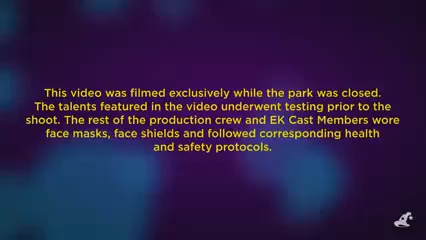 This video was filmed exclusively while the park was closed.
The talents featured in the video underwent testing prior to the
shoot. The rest of the production crew and EK Cast Members wore
face masks, face shields and followed corresponding health
and safety protocols.